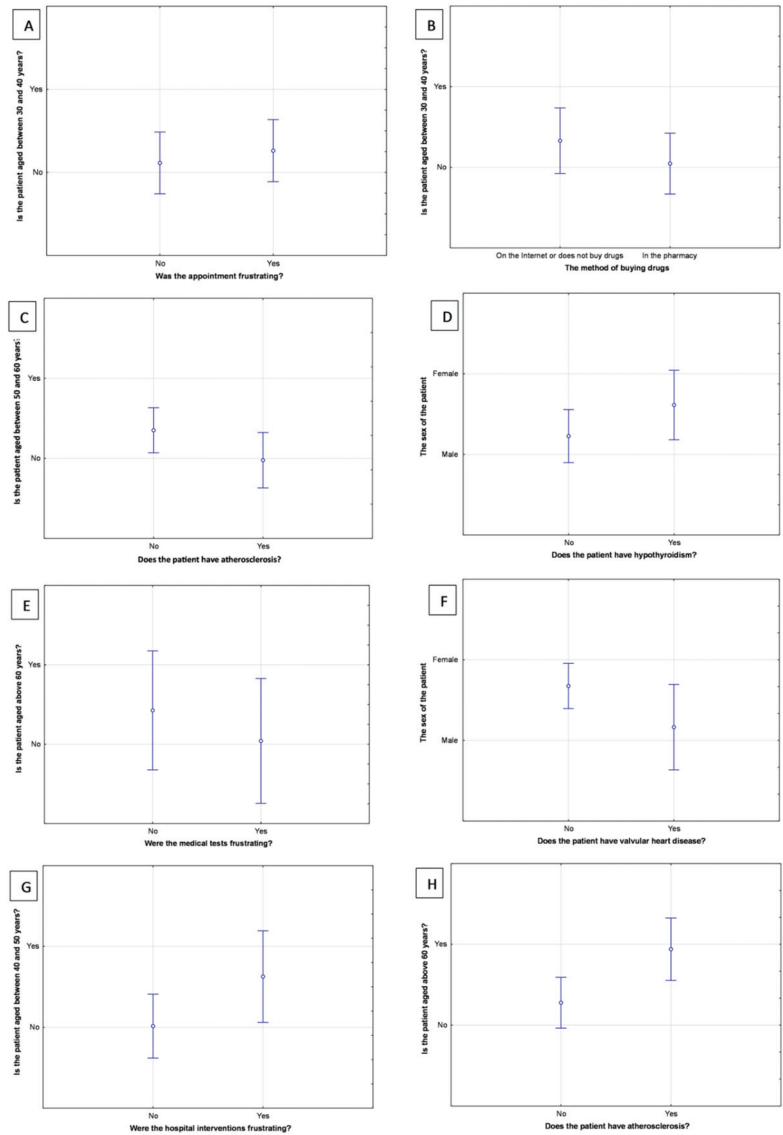 A
Is the patient aged between 30 and 40 years?
Yes
No
No
Yes
Was the appointment frustrating?
B
Is the patient aged between 30 and 40 years?
Yes
No
On the Internet or does not buy drugs
In the pharmacy
The method of buying drugs
C
Is the patient aged between 50 and 60 years?
Yes
No
No
Yes
Does the patient have atherosclerosis?
D
The sex of the patient
Female
Male
No
Yes
Does the patient have hypothyroidism?
E
Is the patient aged above 60 years?
Yes
No
No
Yes
Were the medical tests frustrating?
F
The sex of the patient
Female
Male
No
Yes
Does the patient have valvular heart disease?
G
Is the patient aged between 40 and 50 years?
Yes
No
No
Yes
Were the hospital interventions frustrating?
H
Is the patient aged above 60 years?
Yes
No
No
Yes
Does the patient have atherosclerosis?